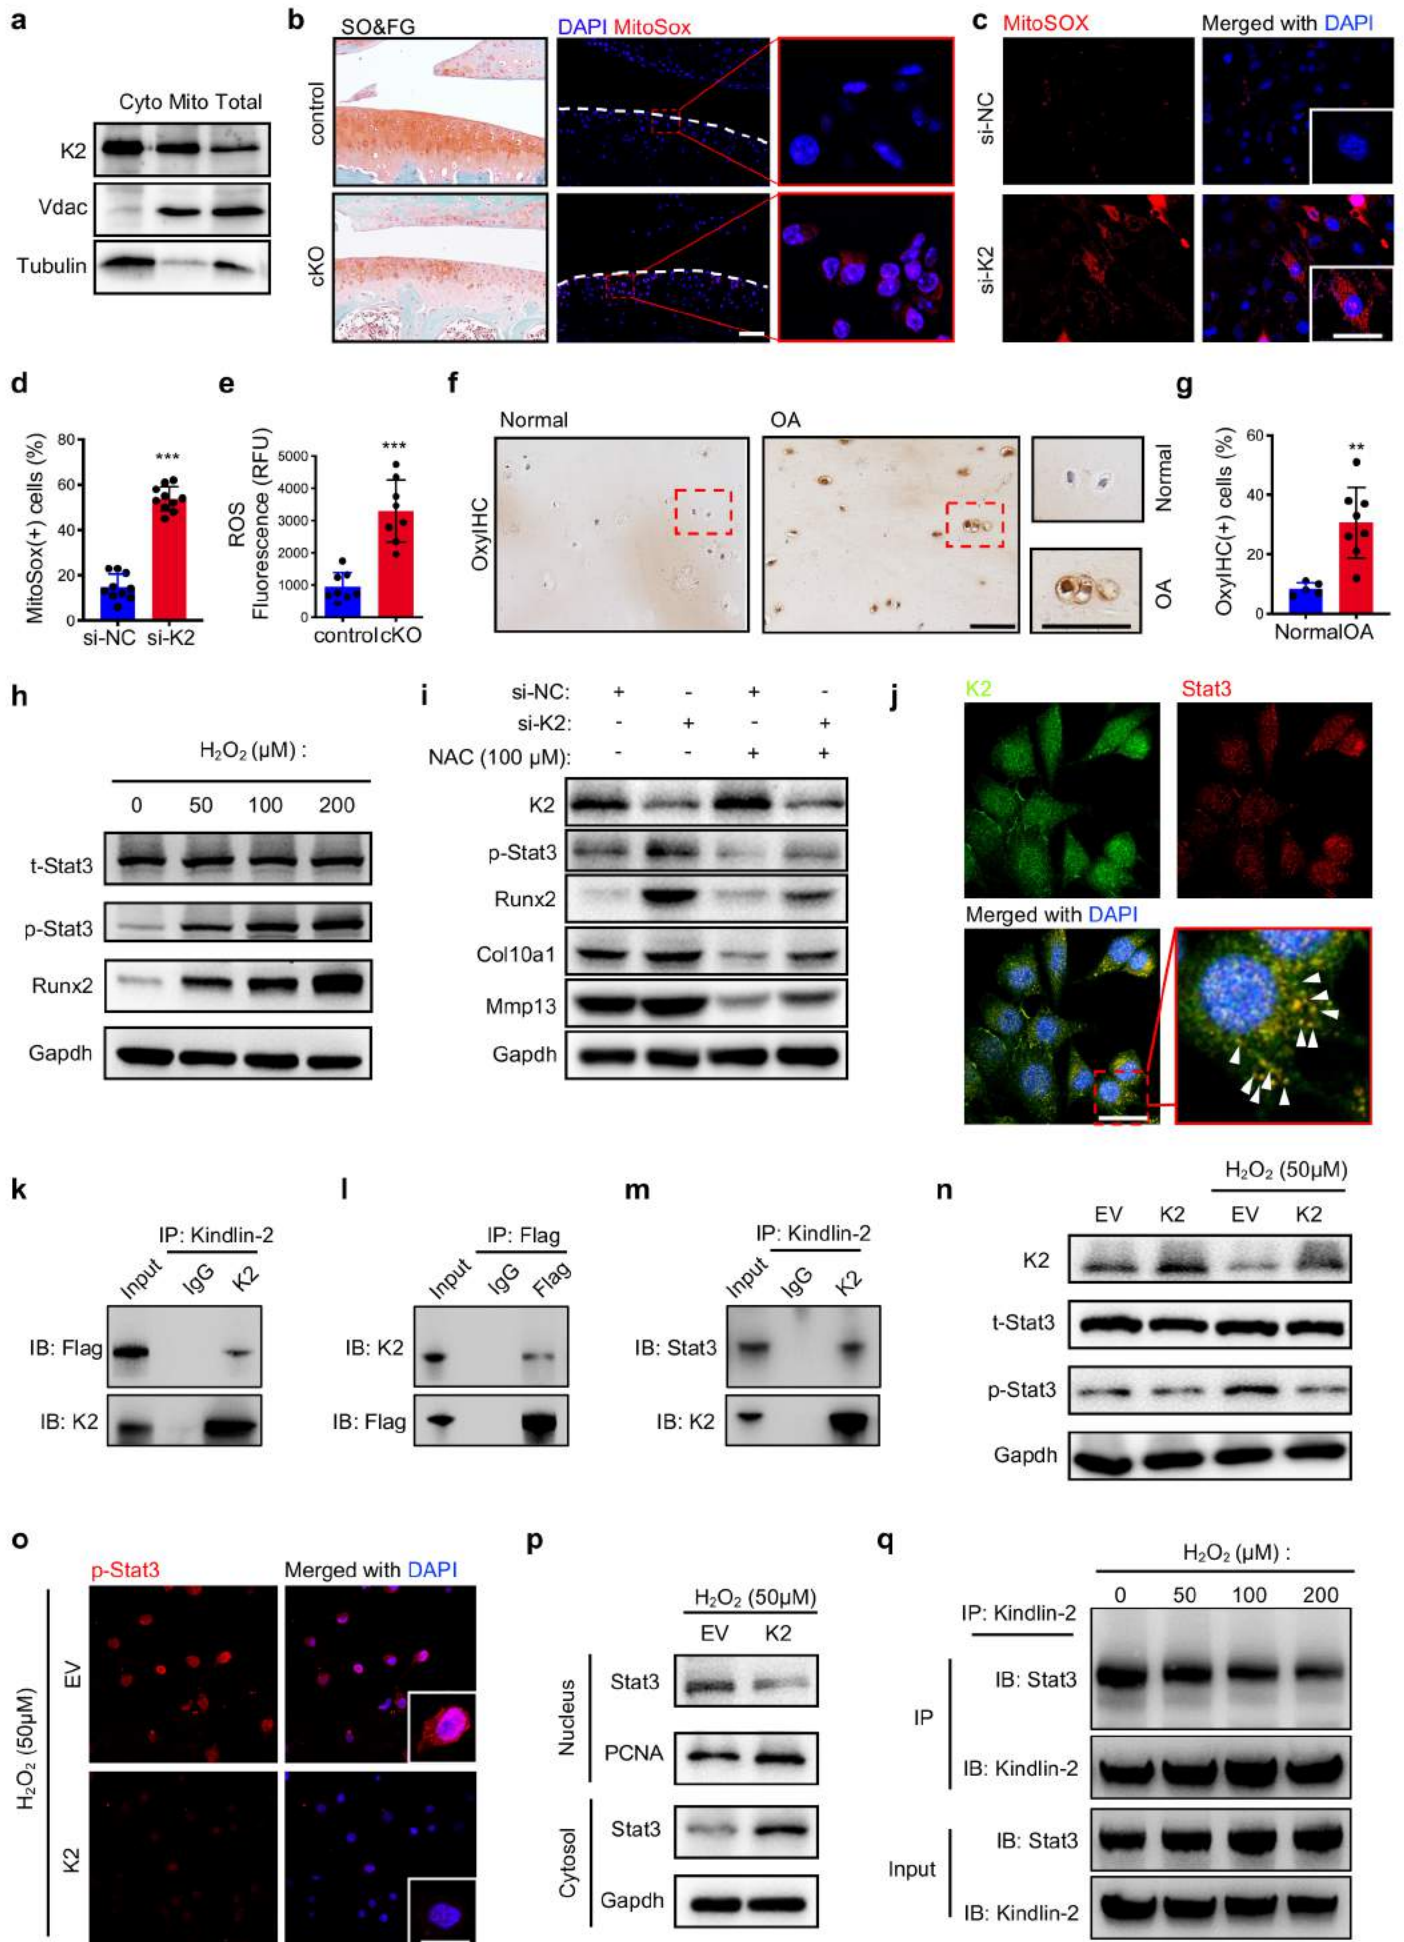 a
Cyto Mito Total
K2
Vdac
Tubulin
b
SO&FG
DAPI MitoSox
control
cKO
c
MitoSOX
Merged with DAPI
si-NC
si-K2
d
MitoSox(+) cells (%)
80
60
40
20
0
***
si-NC si-K2
e
ROS
Fluorescence (RFU)
5000
4000
3000
2000
1000
0
***
control cKO
f
Normal
OA
OxyIHC
Normal
OA
g
OxyIHC(+) cells (%)
60
40
20
0
**
NormalOA
h
H₂O₂ (µM) :
0 50 100 200
t-Stat3
p-Stat3
Runx2
Gapdh
i
si-NC: + - + -
si-K2: - + - +
NAC (100 µM): - - + +
K2
p-Stat3
Runx2
Col10a1
Mmp13
Gapdh
j
K2
Stat3
Merged with DAPI
k
IP: Kindlin-2
Input IgG K2
IB: Flag
IB: K2
l
IP: Flag
Input IgG Flag
IB: K2
IB: Flag
m
IP: Kindlin-2
Input IgG K2
IB: Stat3
IB: K2
n
H₂O₂ (50µM)
EV K2 EV K2
K2
t-Stat3
p-Stat3
Gapdh
o
p-Stat3
Merged with DAPI
H₂O₂ (50µM)
EV
K2
p
H₂O₂ (50µM)
EV K2
Nucleus
Stat3
PCNA
Cytosol
Stat3
Gapdh
q
H₂O₂ (µM) :
0 50 100 200
IP: Kindlin-2
IP
IB: Stat3
IB: Kindlin-2
Input
IB: Stat3
IB: Kindlin-2